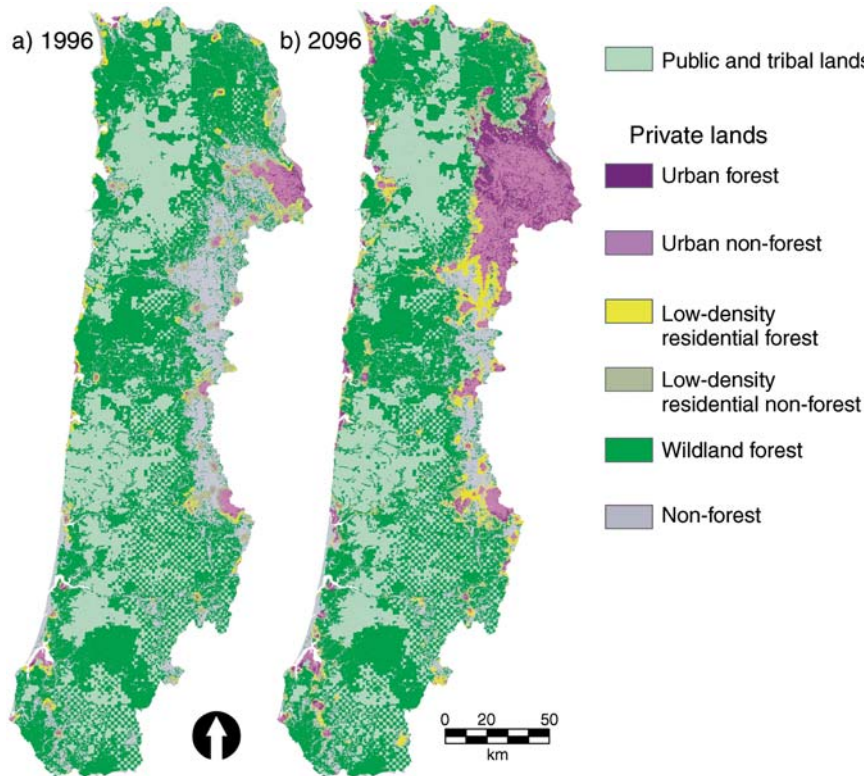 a) 1996
b) 2096
Public and tribal lands
Private lands
Urban forest
Urban non-forest
Low-density
residential forest
Low-density
residential non-forest
Wildland forest
Non-forest
0 20 50
km